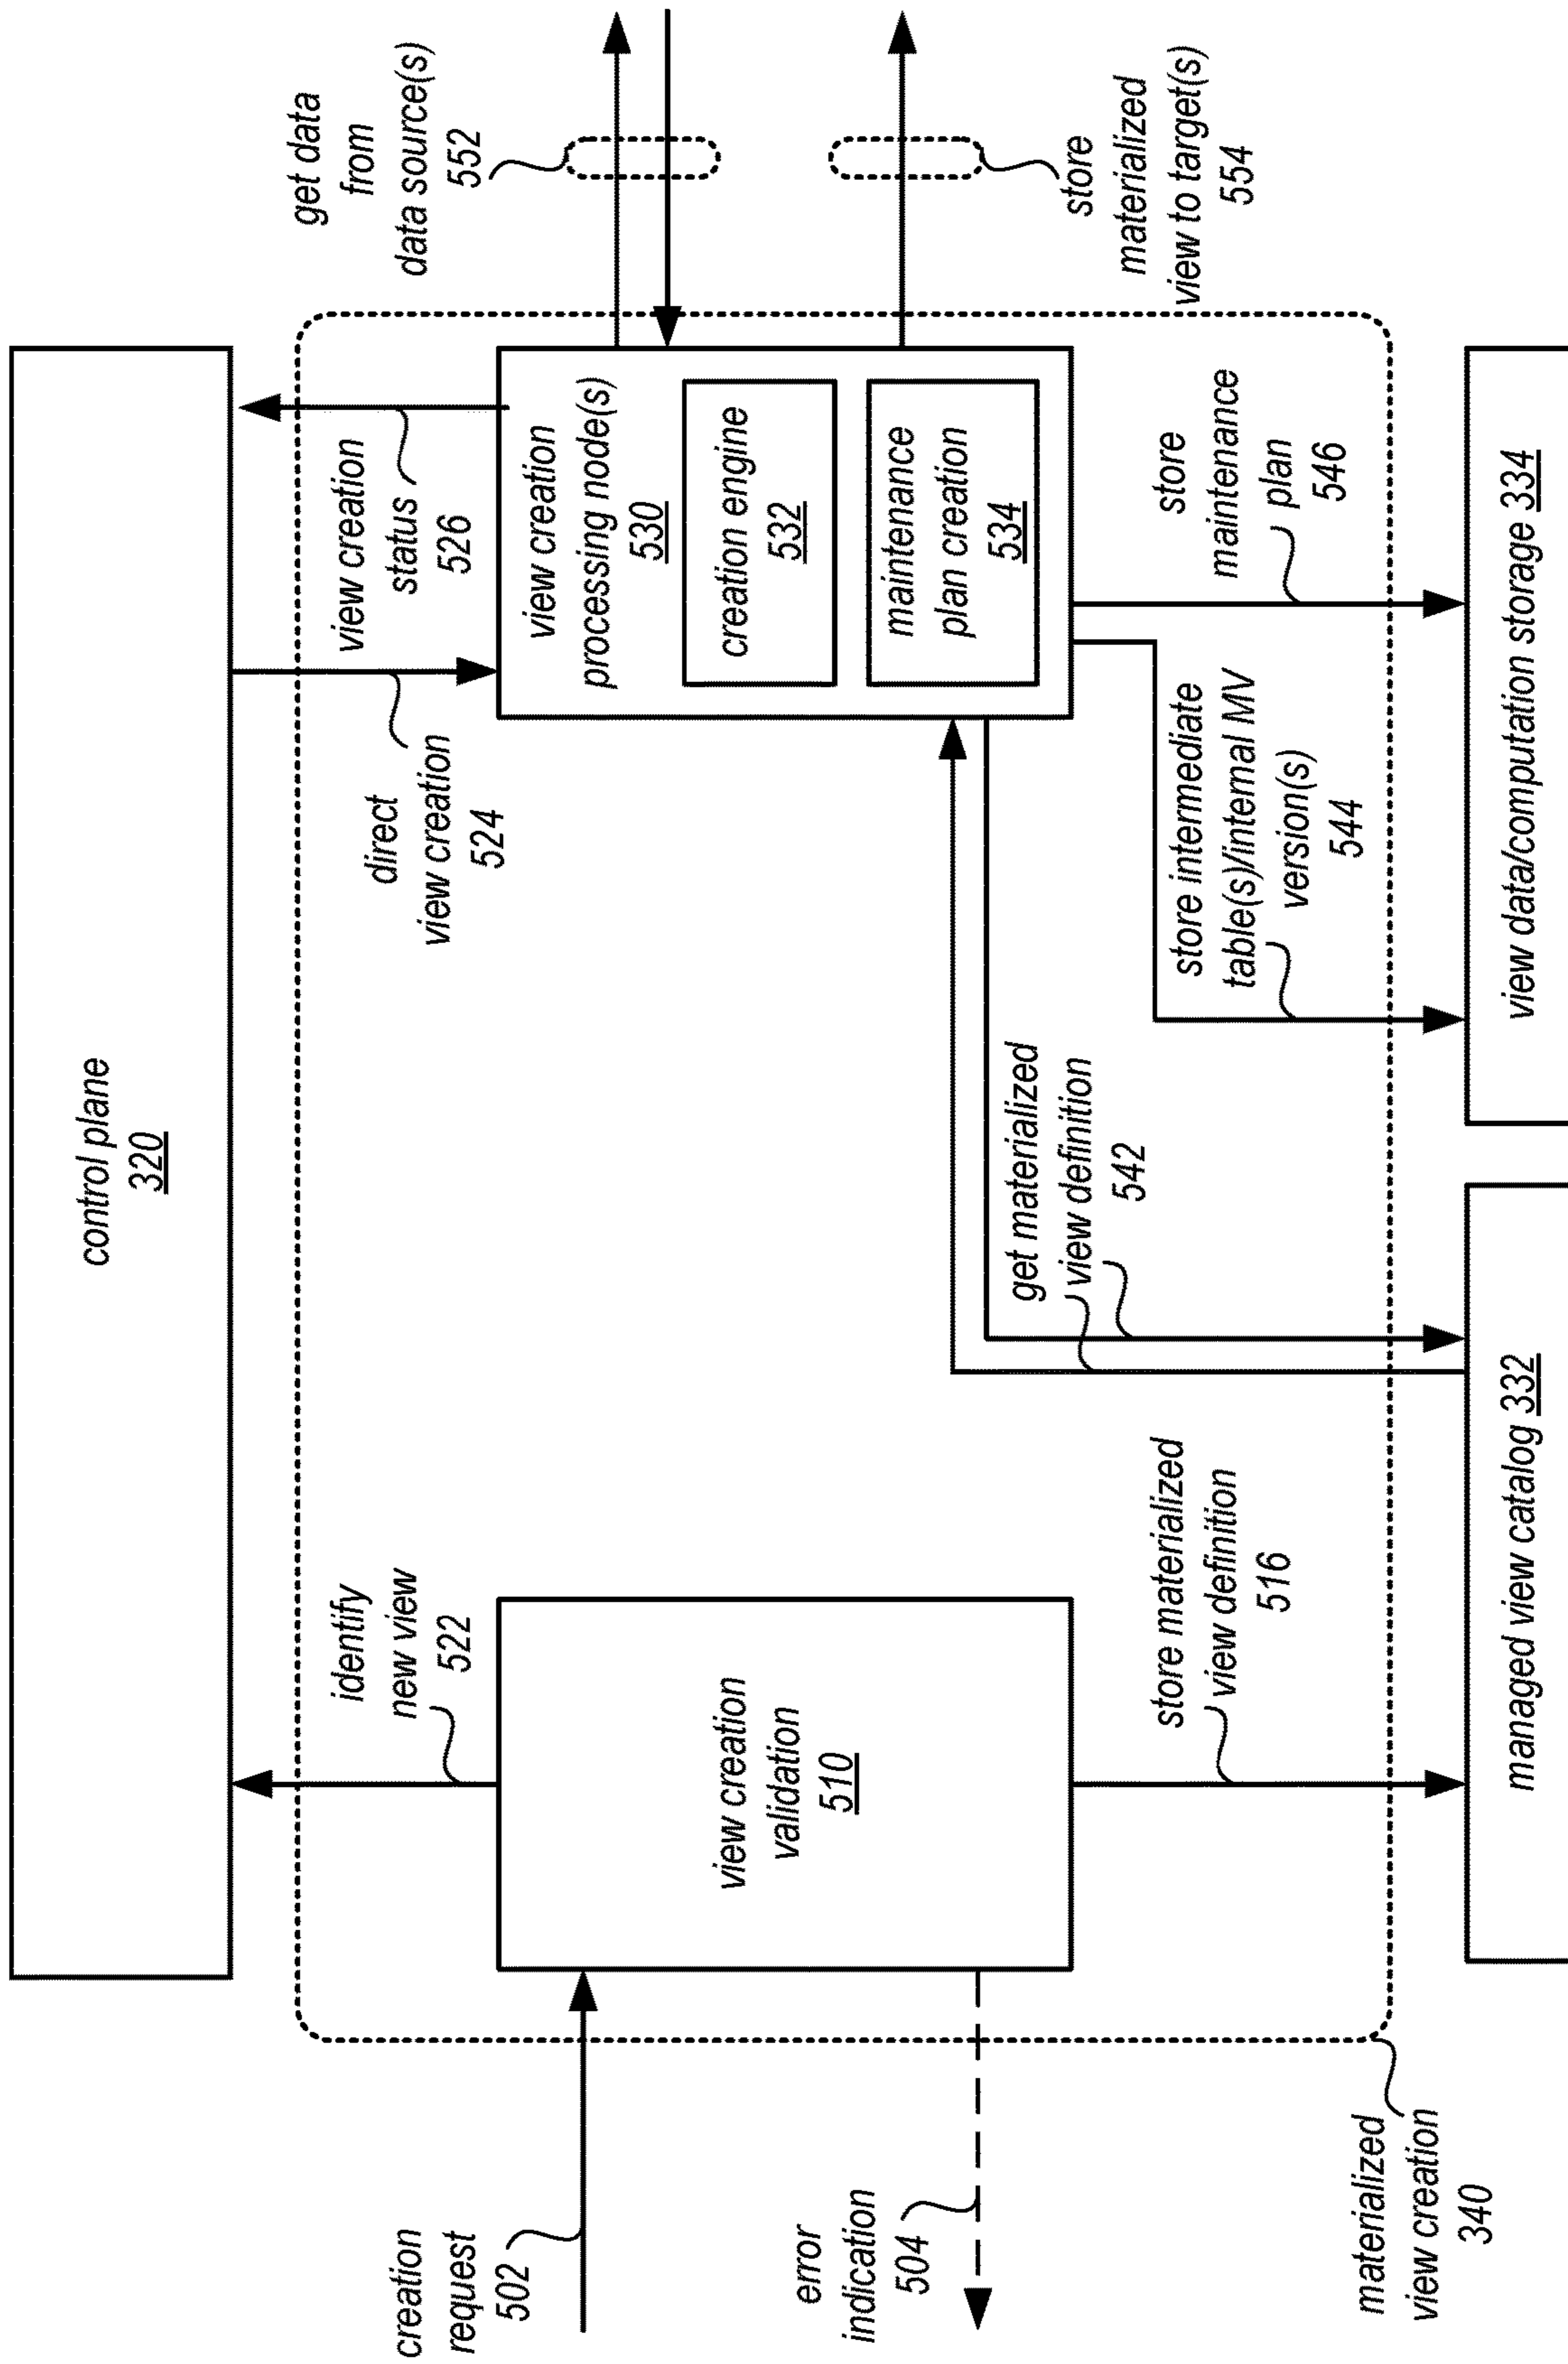 control plane
320
identify
new view
522
direct
view creation
524
view creation
status
526
get data
from
data source(s)
552
creation
request
502
view creation
validation
510
view creation
processing node(s)
530
creation engine
532
maintenance
plan creation
534
store
materialized
view to target(s)
554
error
indication
504
get materialized
view definition
542
store materialized
view definition
516
store intermediate
table(s)/internal MV
version(s)
544
store
maintenance
plan
546
materialized
view creation
340
managed view catalog 332
view data/computation storage 334